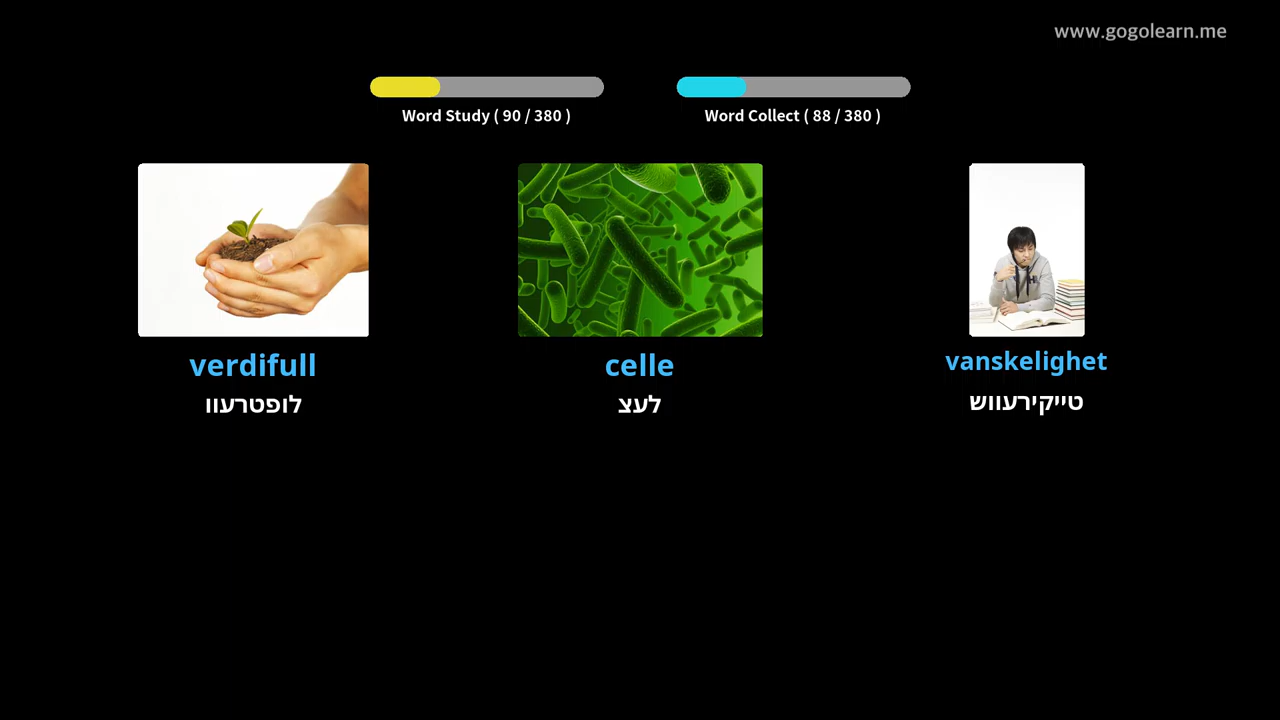 www.gogolearn.me
Word Study ( 90 / 380 )
Word Collect ( 88 / 380 )
verdifull
לופטרעוו
celle
לעצ
vanskelighet
טייקירעווש